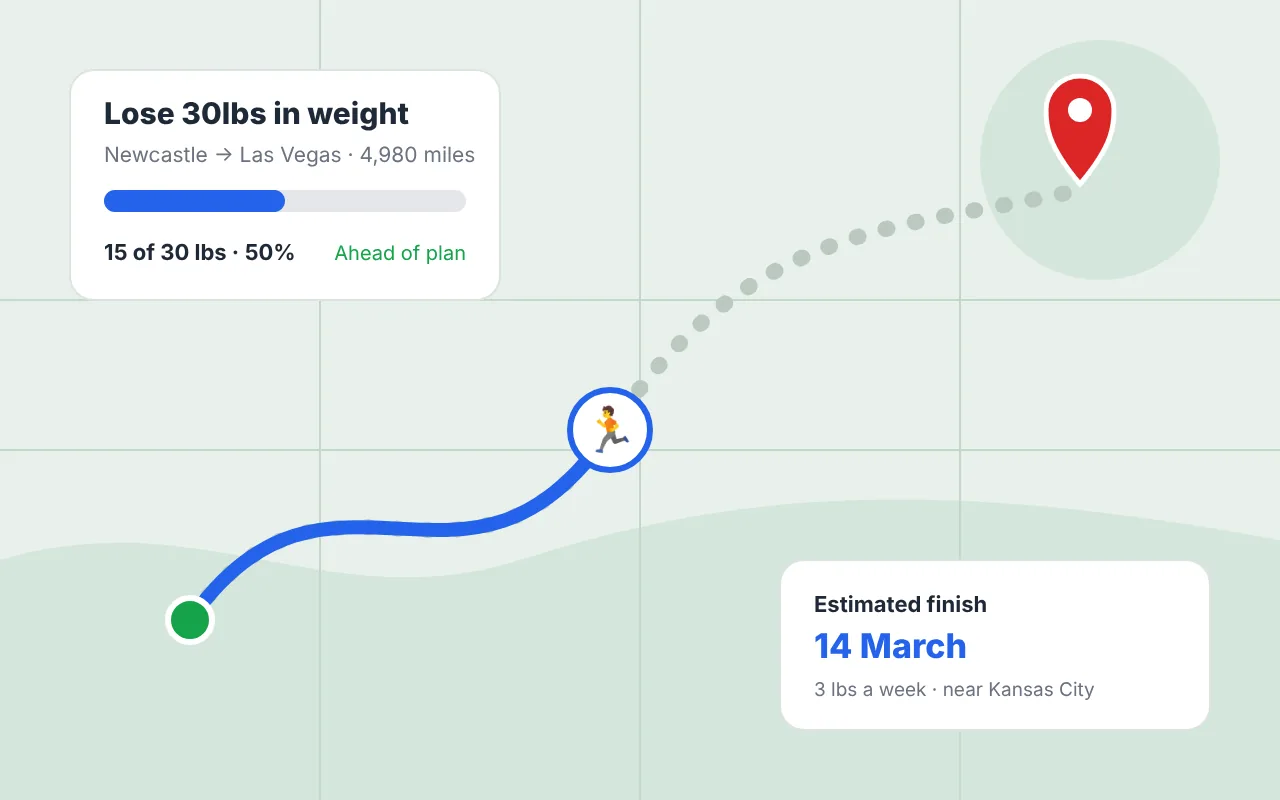 Lose 30lbs in weight
Newcastle → Las Vegas · 4,980 miles
15 of 30 lbs · 50%
Ahead of plan
Estimated finish
14 March
3 lbs a week · near Kansas City